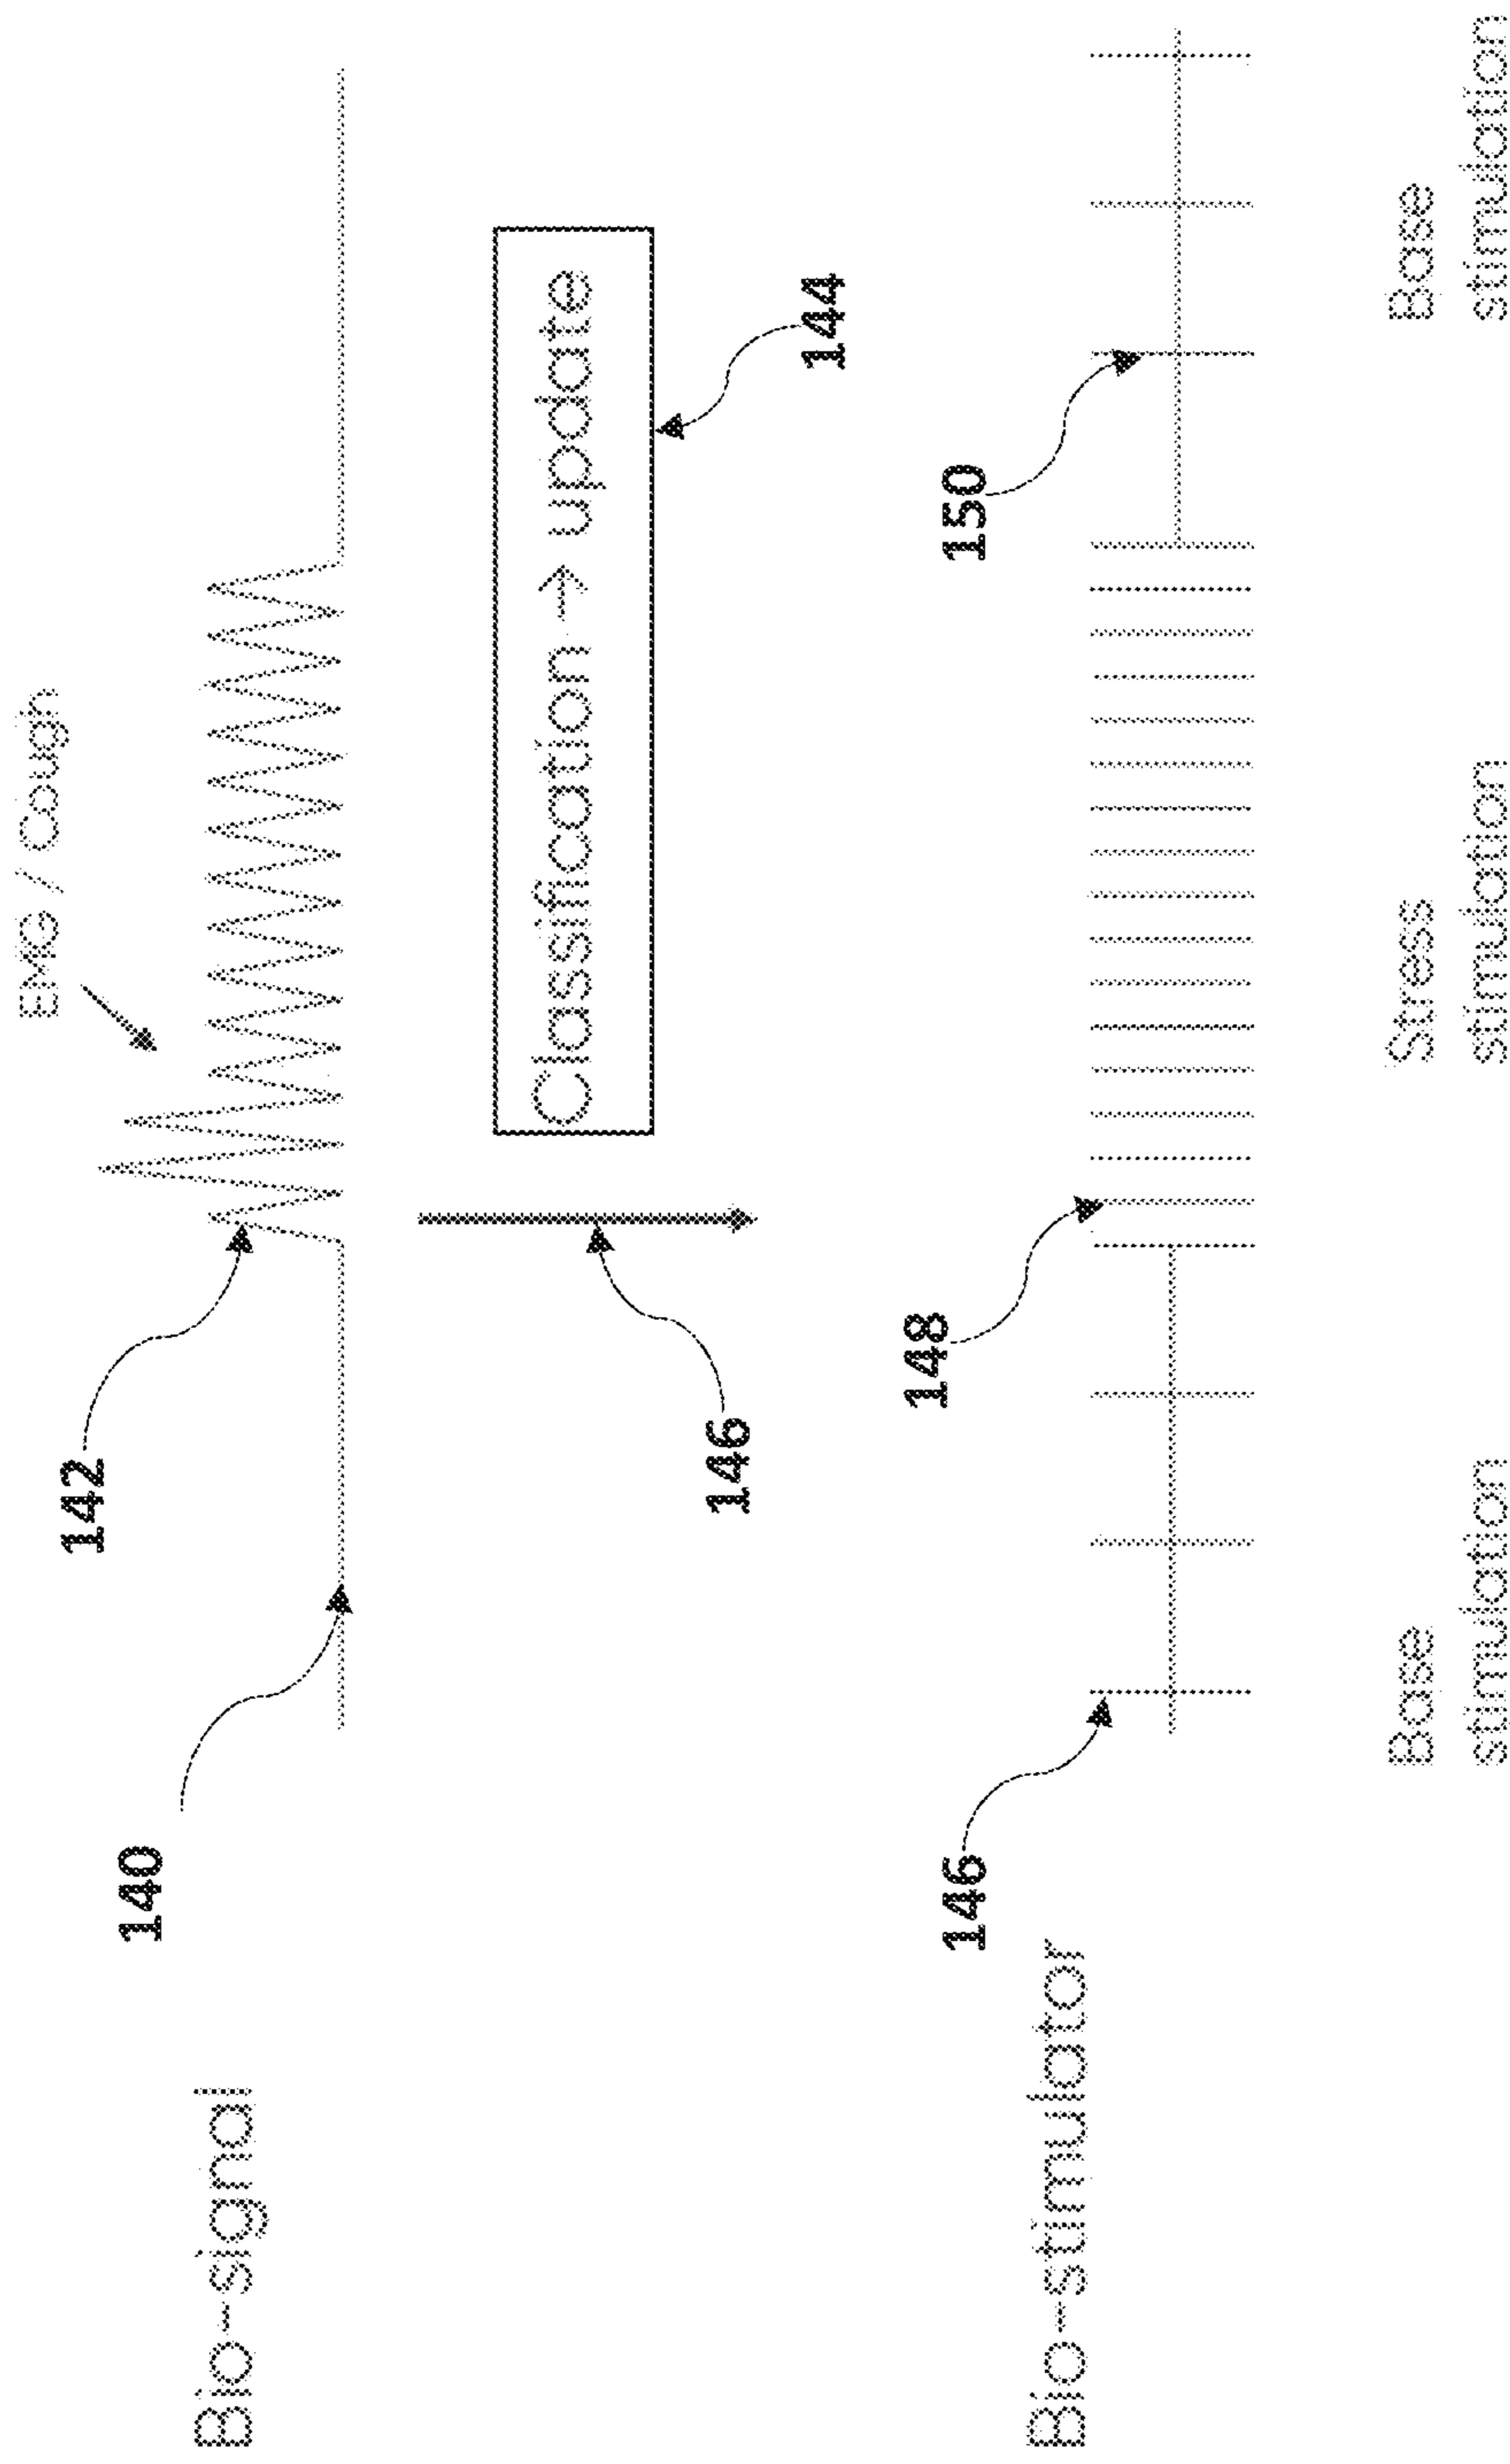 EMG / Cough
142
140
Bio-signal
Classification → update
144
146
148
150
146
Bio-stimulator
Base
stimulation
Stress
stimulation
Base
stimulation